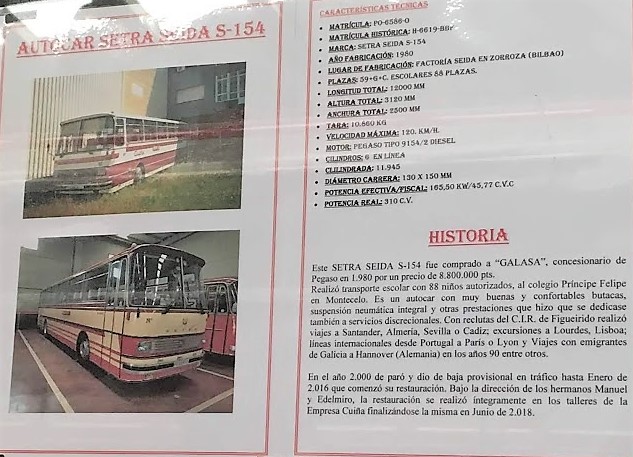 AUTOCAR SETRA SEIDA S-154
CARACTERÍSTICAS TÉCNICAS
• MATRÍCULA: PO-6586-O
• MATRÍCULA HISTÓRICA: H-6619-BBF
• MARCA: SETRA SEIDA S-154
• AÑO FABRICACIÓN: 1980
• LUGAR DE FABRICACIÓN: FACTORÍA SEIDA EN ZORROZA (BILBAO)
• PLAZAS: 59+G+C. ESCOLARES 88 PLAZAS.
• LONGITUD TOTAL: 12000 MM
• ALTURA TOTAL: 3120 MM
• ANCHURA TOTAL: 2500 MM
• TARA: 10.660 KG
• VELOCIDAD MÁXIMA: 120. KM/H.
• MOTOR: PEGASO TIPO 9154/2 DIESEL
• CILINDROS: 6 EN LÍNEA
• CLILINDRADA: 11.945
• DIÁMETRO CARRERA: 130 X 150 MM
• POTENCIA EFECTIVA/FISCAL: 165,50 KW/45,77 C.V.C
• POTENCIA REAL: 310 C.V.
HISTORIA
Este SETRA SEIDA S-154 fue comprado a “GALASA”, concesionario de
Pegaso en 1.980 por un precio de 8.800.000 pts.
Realizó transporte escolar con 88 niños autorizados, al colegio Príncipe Felipe
en Montecelo. Es un autocar con muy buenas y confortables butacas,
suspensión neumática integral y otras prestaciones que hizo que se dedicase
también a servicios discrecionales. Con reclutas del C.I.R. de Figueirido realizó
viajes a Santander, Almería, Sevilla o Cadiz; excursiones a Lourdes, Lisboa;
líneas internacionales desde Portugal a París o Lyon y Viajes con emigrantes
de Galicia a Hannover (Alemania) en los años 90 entre otros.
En el año 2.000 de paró y dio de baja provisional en tráfico hasta Enero de
2.016 que comenzó su restauración. Bajo la dirección de los hermanos Manuel
y Edelmiro, la restauración se realizó íntegramente en los talleres de la
Empresa Cuiña finalizándose la misma en Junio de 2.018.